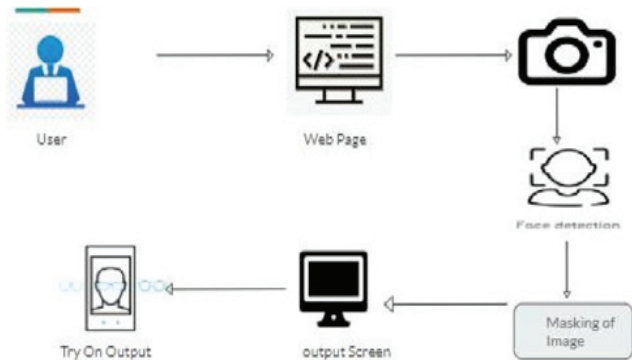 </>
User
Web Page
Face detection
Masking of
Image
output Screen
Try On Output